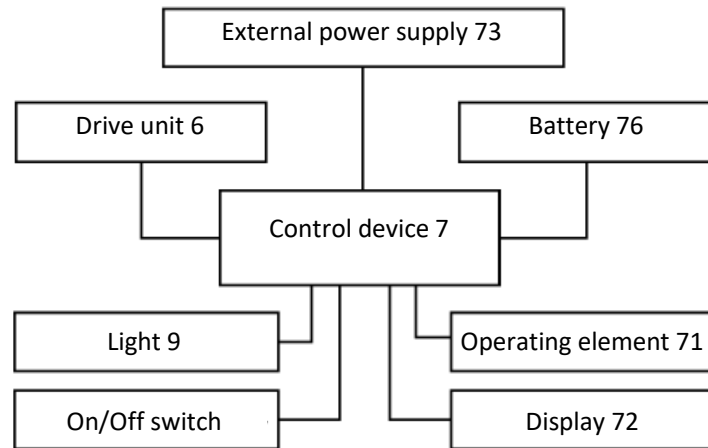 External power supply 73
Drive unit 6
Battery 76
Control device 7
Light 9
Operating element 71
On/Off switch
Display 72